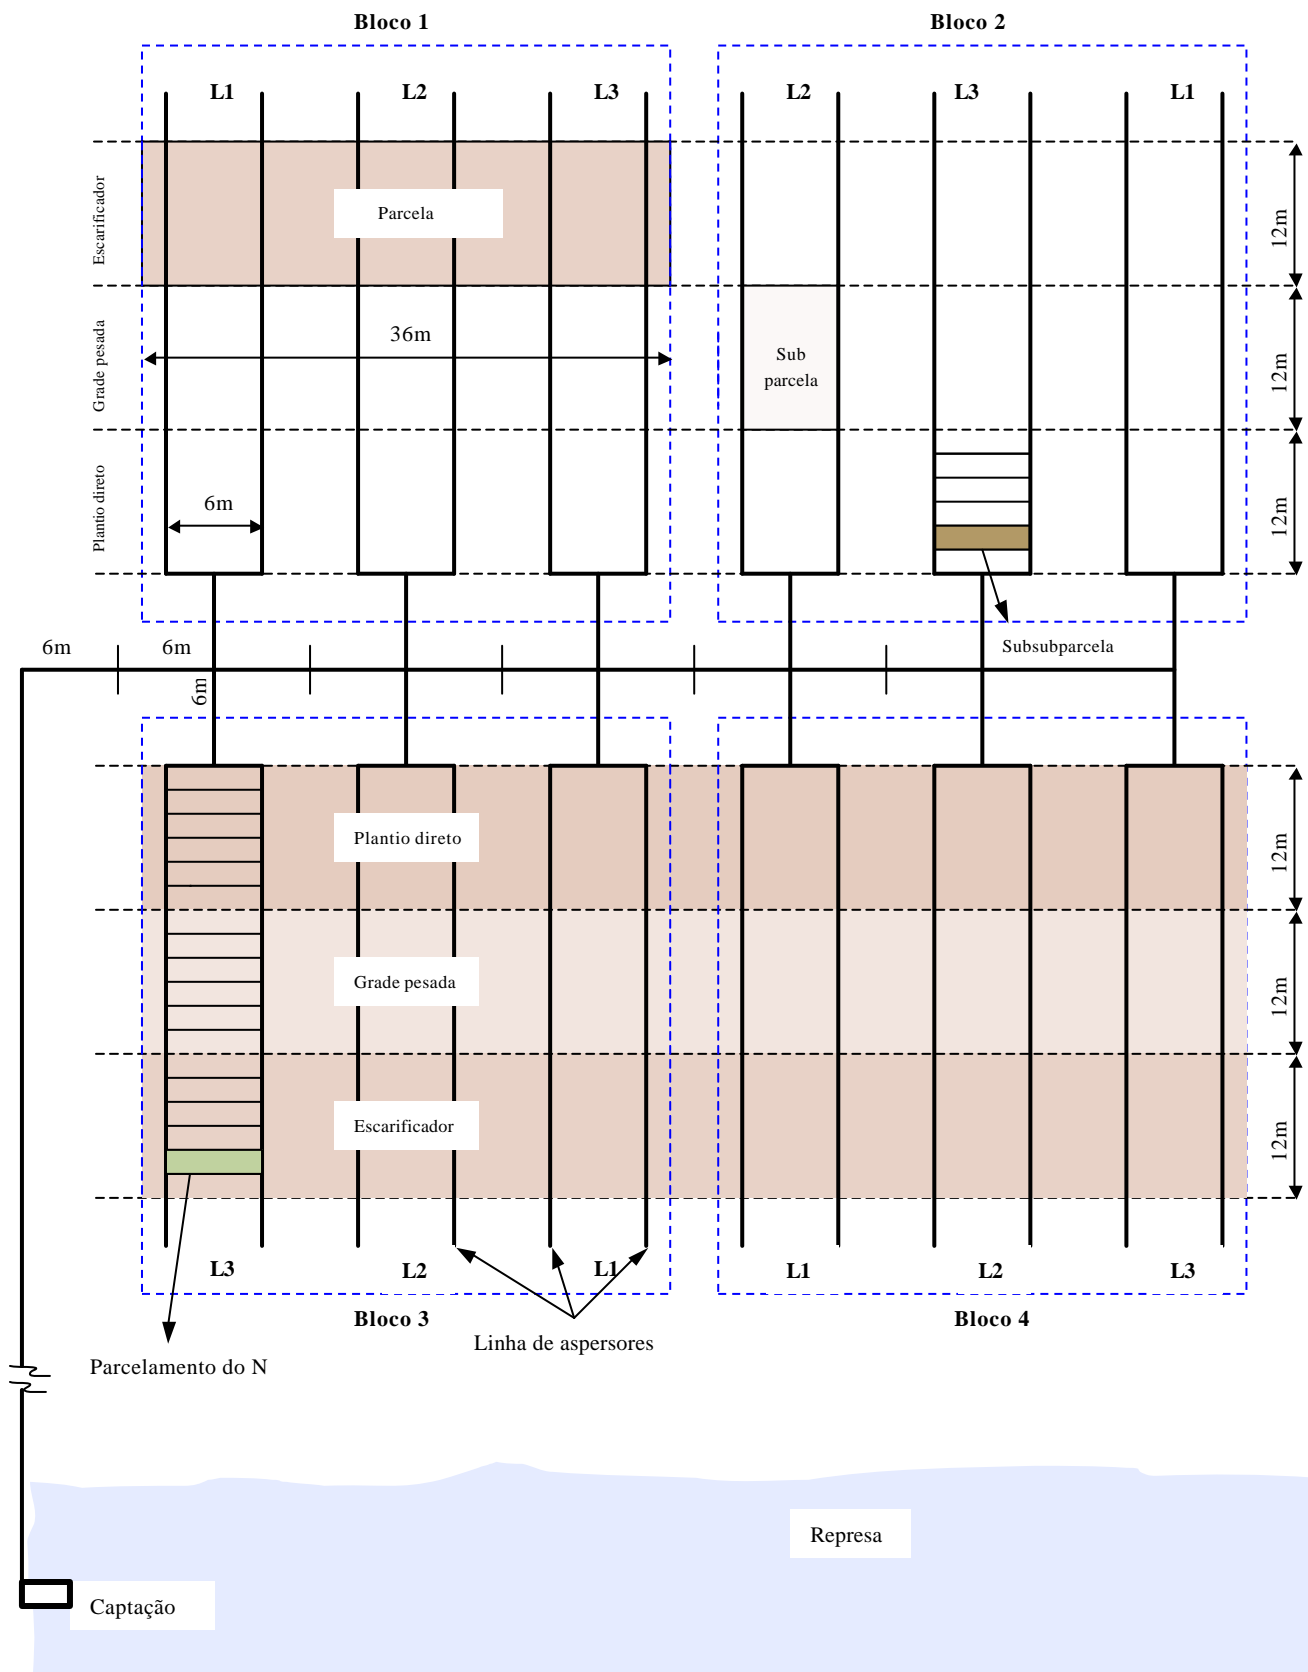 Bloco 1
Bloco 2
L1
L2
L3
L2
L3
L1
Escarificador
Parcela
12m
Grade pesada
36m
Sub
parcela
12m
Plantio direto
6m
12m
Subsubparcela
6m
6m
6m
Plantio direto
12m
Grade pesada
12m
Escarificador
12m
L3
L2
L1
L1
L2
L3
Bloco 3
Bloco 4
Linha de aspersores
Parcelamento do N
Represa
Captação